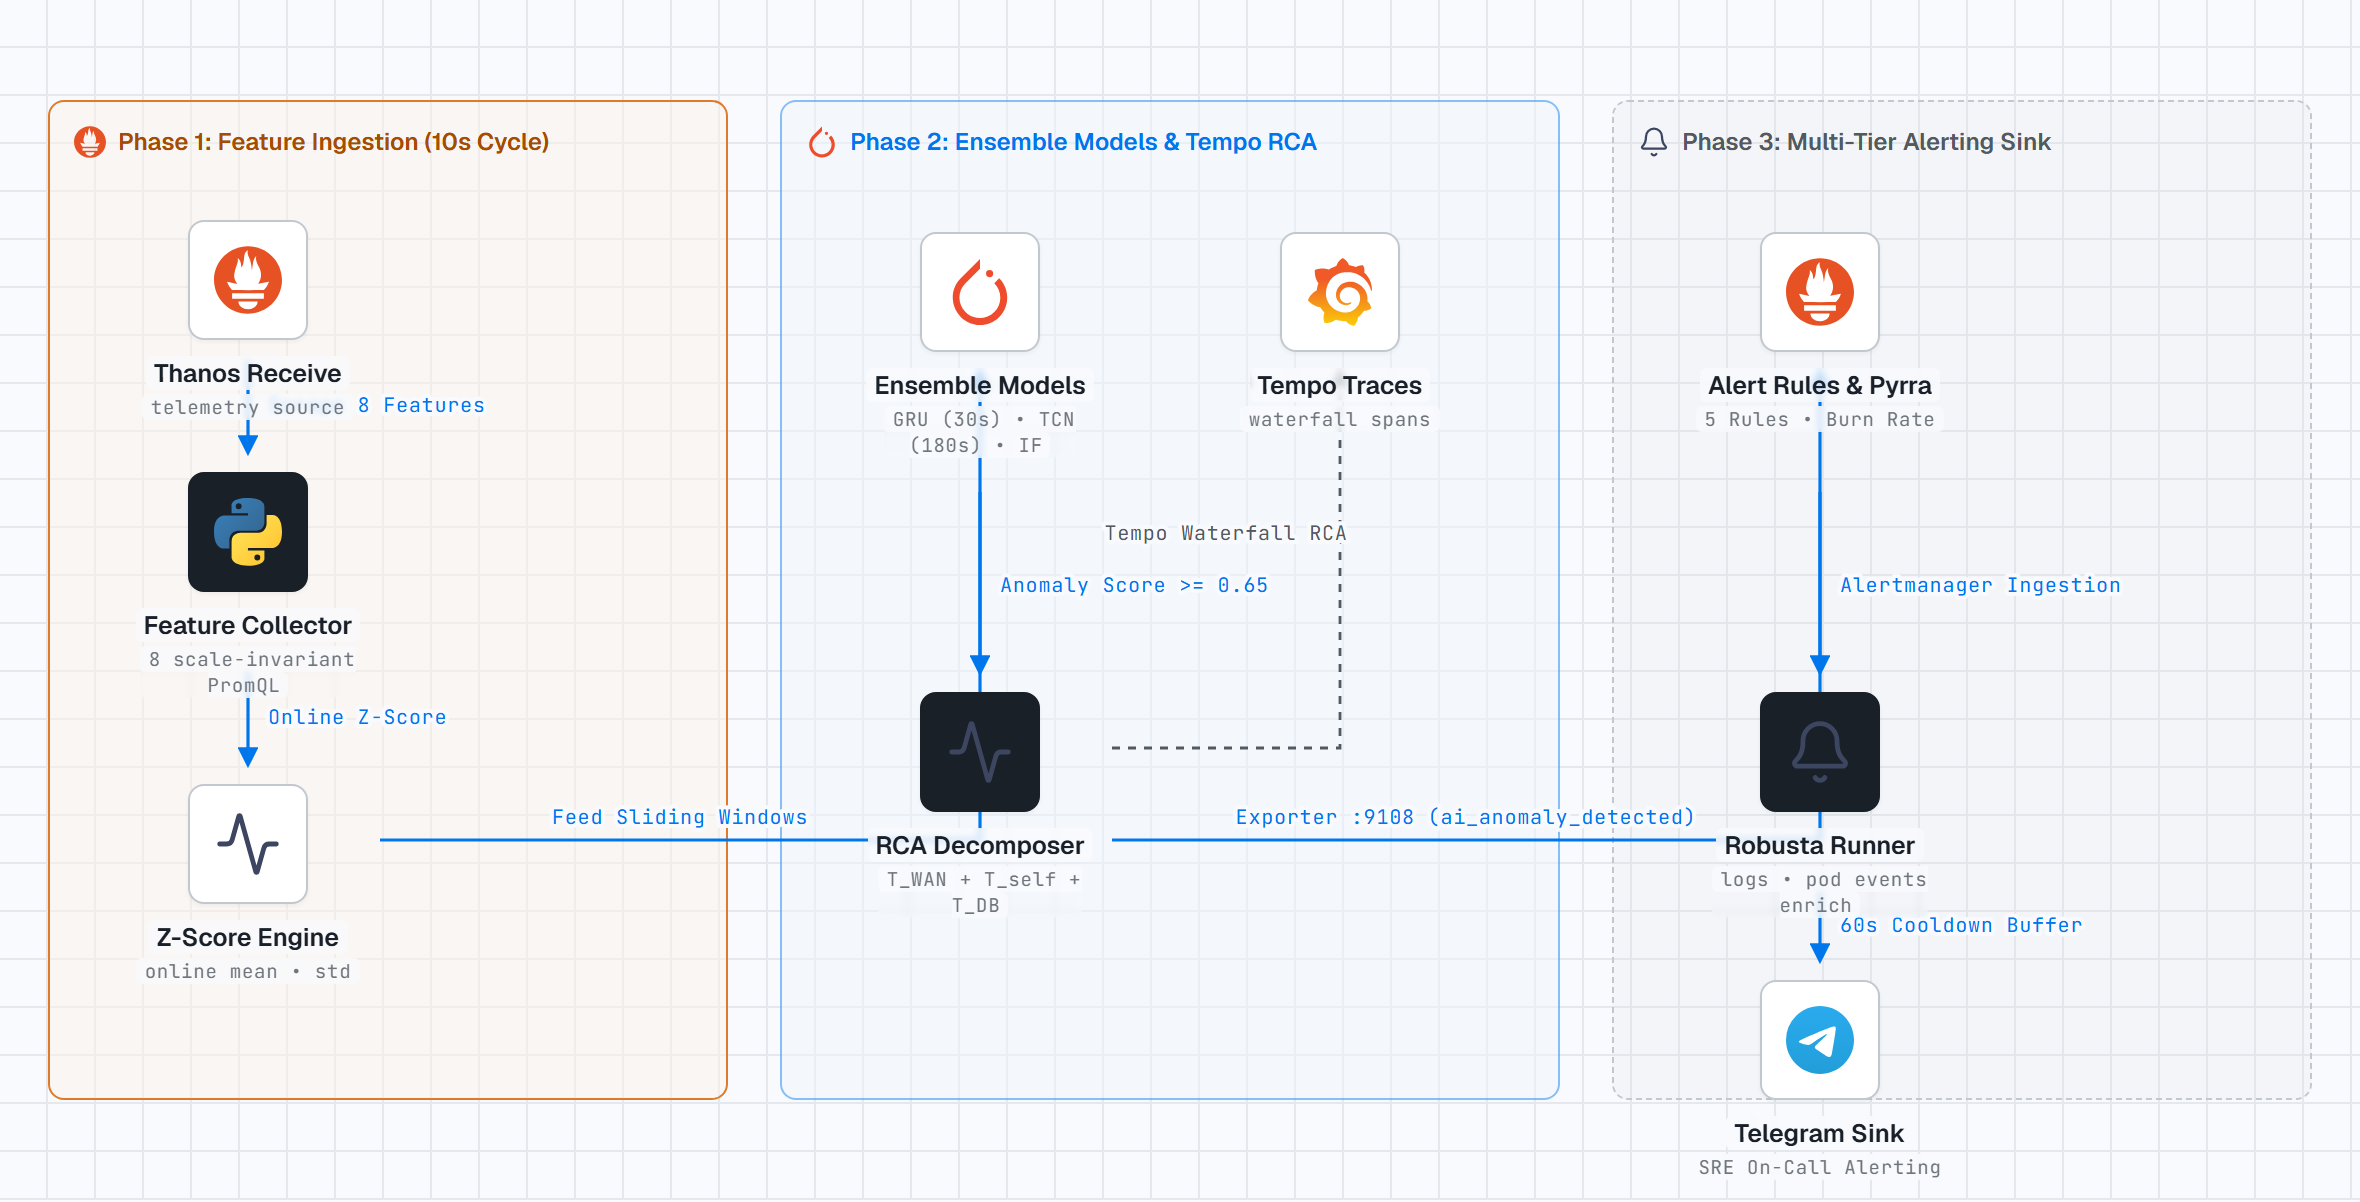 Phase 1: Feature Ingestion (10s Cycle)
Thanos Receive
telemetry source
8 Features
Feature Collector
8 scale-invariant
PromQL
Online Z-Score
Z-Score Engine
online mean • std
Feed Sliding Windows
Phase 2: Ensemble Models & Tempo RCA
Ensemble Models
GRU (30s) • TCN
(180s) • IF
Tempo Traces
waterfall spans
Tempo Waterfall RCA
Anomaly Score >= 0.65
RCA Decomposer
T_WAN + T_self +
T_DB
Exporter :9108 (ai_anomaly_detected)
Phase 3: Multi-Tier Alerting Sink
Alert Rules & Pyrra
5 Rules • Burn Rate
Alertmanager Ingestion
Robusta Runner
logs • pod events
enrich
60s Cooldown Buffer
Telegram Sink
SRE On-Call Alerting